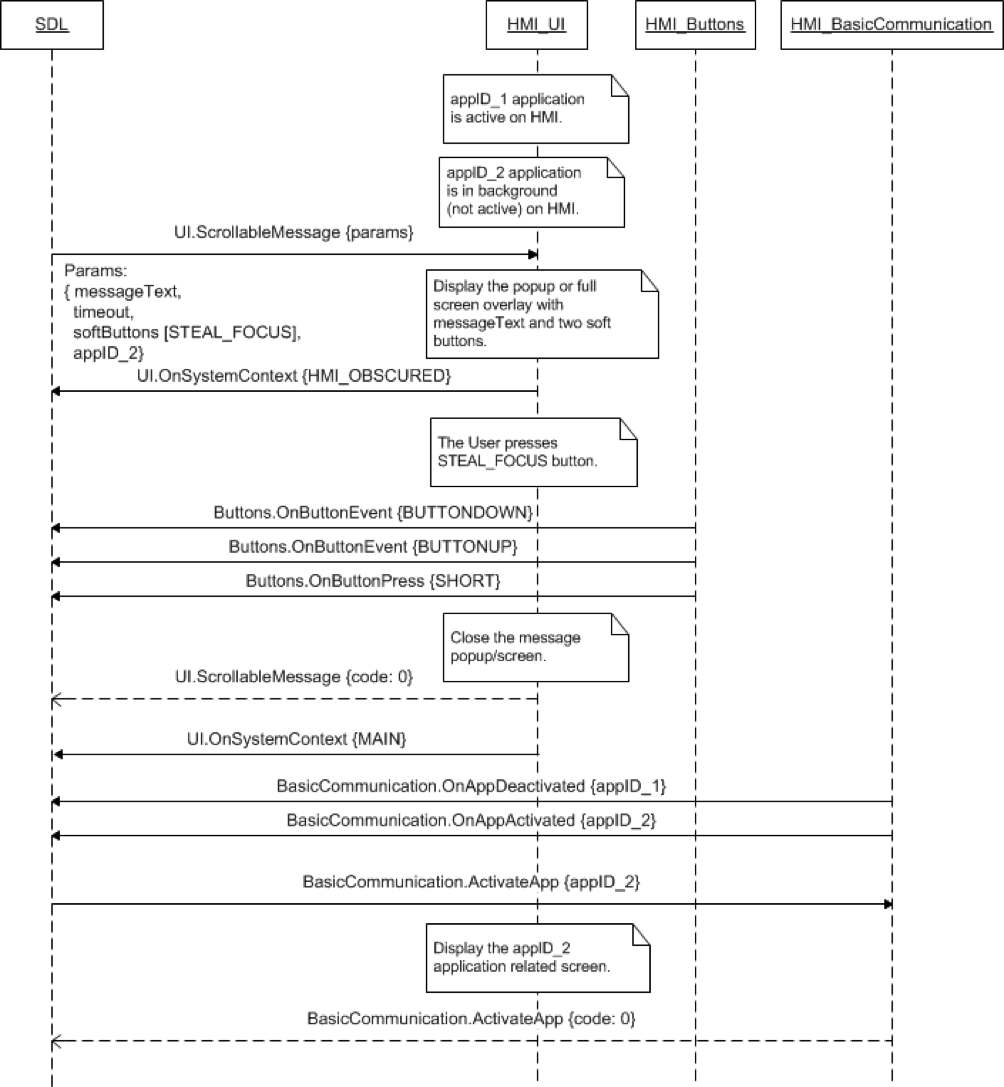 SDL
HMI_UI
HMI_Buttons
HMI_BasicCommunication
appID_1 application
is active on HMI.
appID_2 application
is in background
(not active) on HMI.
UI.ScrollableMessage {params}
Params:
{ messageText,
timeout,
softButtons [STEAL_FOCUS],
appID_2}
Display the popup or full
screen overlay with
messageText and two soft
buttons.
UI.OnSystemContext {HMI_OBSCURED}
The User presses
STEAL_FOCUS button.
Buttons.OnButtonEvent {BUTTONDOWN}
Buttons.OnButtonEvent {BUTTONUP}
Buttons.OnButtonPress {SHORT}
Close the message
popup/screen.
UI.ScrollableMessage {code: 0}
UI.OnSystemContext {MAIN}
BasicCommunication.OnAppDeactivated {appID_1}
BasicCommunication.OnAppActivated {appID_2}
BasicCommunication.ActivateApp {appID_2}
Display the appID_2
application related screen.
BasicCommunication.ActivateApp {code: 0}